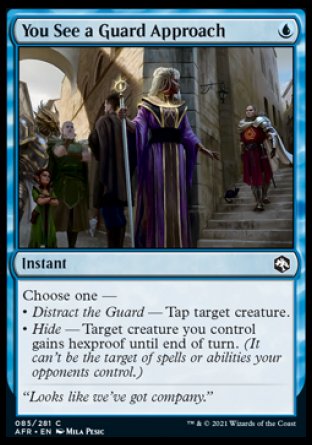 You See a Guard Approach
Instant
Choose one —
• Distract the Guard — Tap target creature.
• Hide — Target creature you control
gains hexproof until end of turn. (It
can't be the target of spells or abilities your
opponents control.)
"Looks like we've got company."
085/281 C
AFR • EN MILA PESIC
™ & © 2021 Wizards of the Coast